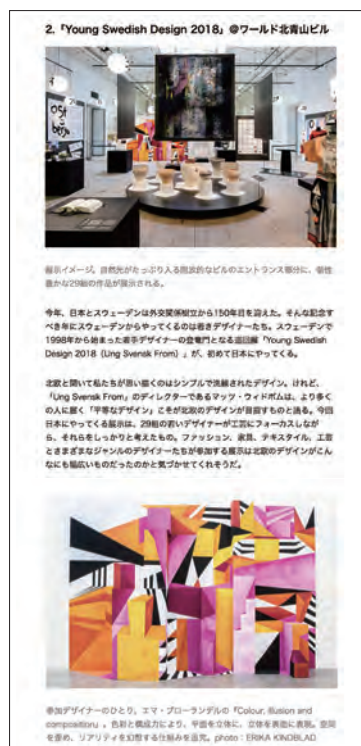 2.「Young Swedish Design 2018」@ワールド北青山ビル
展示イメージ。自然光がたっぷり入る開放的なビルのエントランス部分に、個性
豊かな29組の作品が展示される。
今年、日本とスウェーデンは外交関係樹立から150年目を迎えた。そんな記念す
べき年にスウェーデンからやってくるのは若きデザイナーたち。スウェーデンで
1998年から始まった若手デザイナーの登竜門となる巡回展「Young Swedish
Design 2018（Ung Svensk From）」が、初めて日本にやってくる。
北欧と聞いて私たちが思い描くのはシンプルで洗練されたデザイン。けれど、
「Ung Svensk From」のディレクターであるマッツ・ウィドボムは、より多く
の人に届く「平等なデザイン」こそが北欧のデザインが目指すものと語る。今回
日本にやってくる展示は、29組の若いデザイナーが工芸にフォーカスしなが
ら、それらをしっかりと考えたもの。ファッション、家具、テキスタイル、工芸
とさまざまなジャンルのデザイナーたちが参加する展示は北欧のデザインがこん
なにも幅広いものだったのかと気づかせてくれそうだ。
参加デザイナーのひとり、エマ・ブローランデルの「Colour, illusion and
composition」。色彩と構成力により、平面を立体に、立体を表面に表現。空間
を歪め、リアリティを幻想する仕組みを追究。photo：ERIKA KINDBLAD